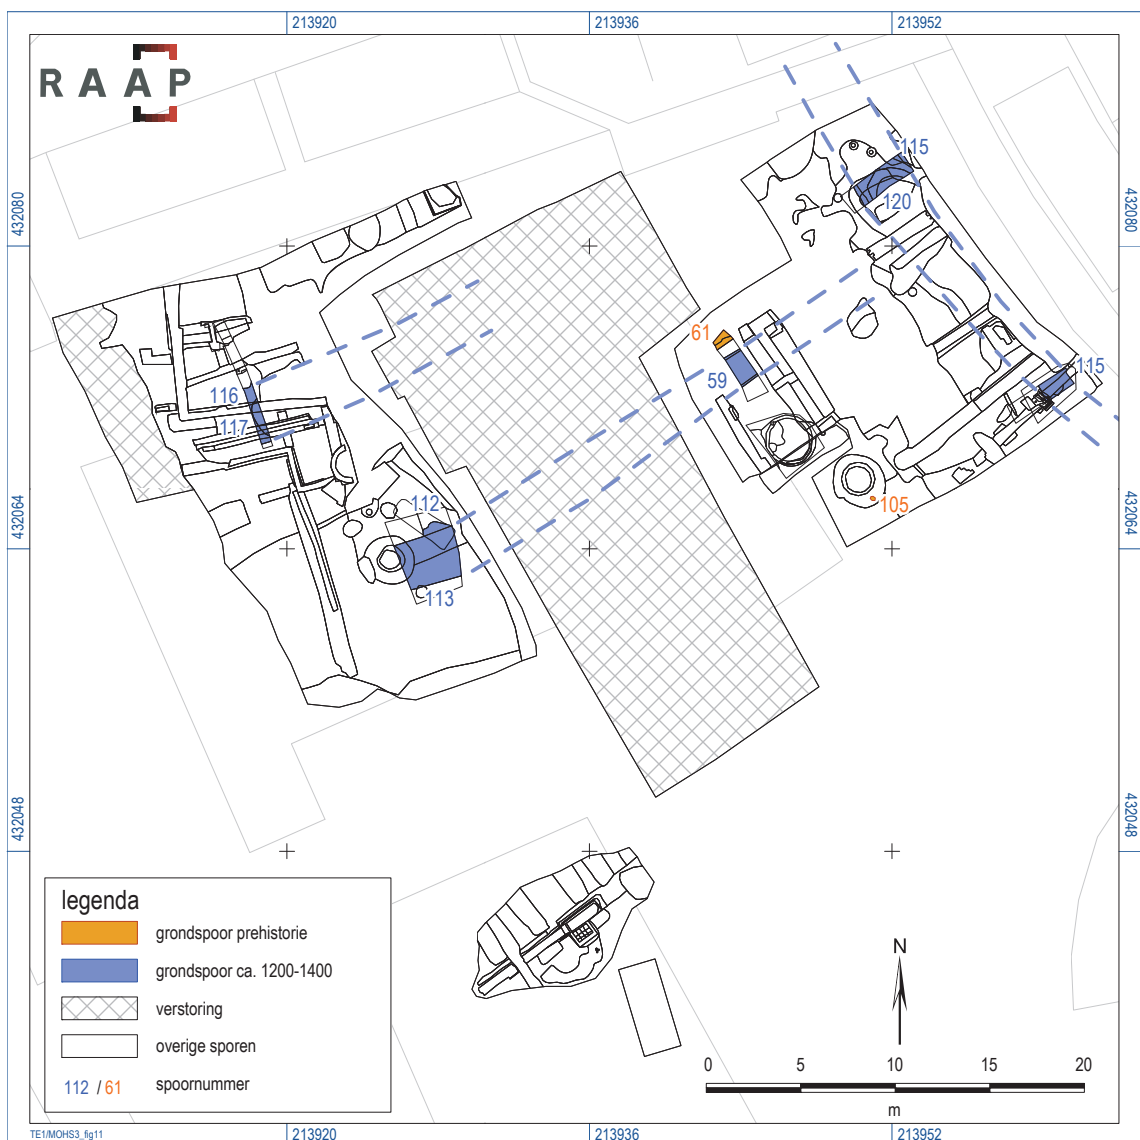 213920
213936
213952
RAAP
115
120
432080
432080
61
59
115
116
117
105
112
113
432064
432064
432048
432048
legenda
grondspoor prehistorie
grondspoor ca. 1200-1400
verstoring
overige sporen
112 / 61 spoornummer
N
0 5 10 15 20
m
TE1/MOHS3_fig11
213920
213936
213952